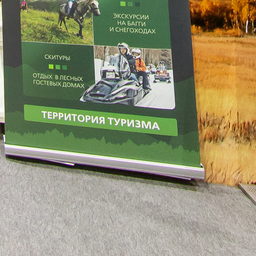 ЭКСКУРСИИ
НА БАГГИ
И СНЕГОХОДАХ
СКИТУРЫ
ОТДЫХ В ЛЕСНЫХ
ГОСТЕВЫХ ДОМАХ
ТЕРРИТОРИЯ ТУРИЗМА